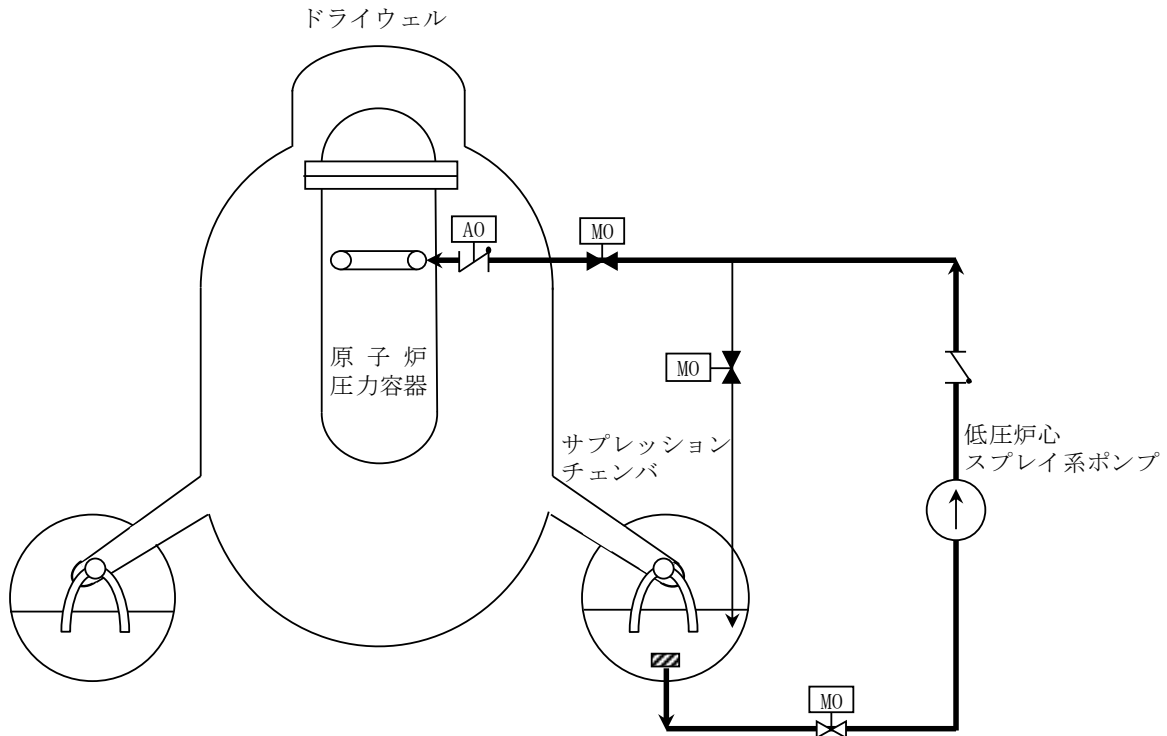 ドライウェル
AO
MO
原 子 炉
圧力容器
MO
サプレッション
チェンバ
低圧炉心
スプレイ系ポンプ
MO